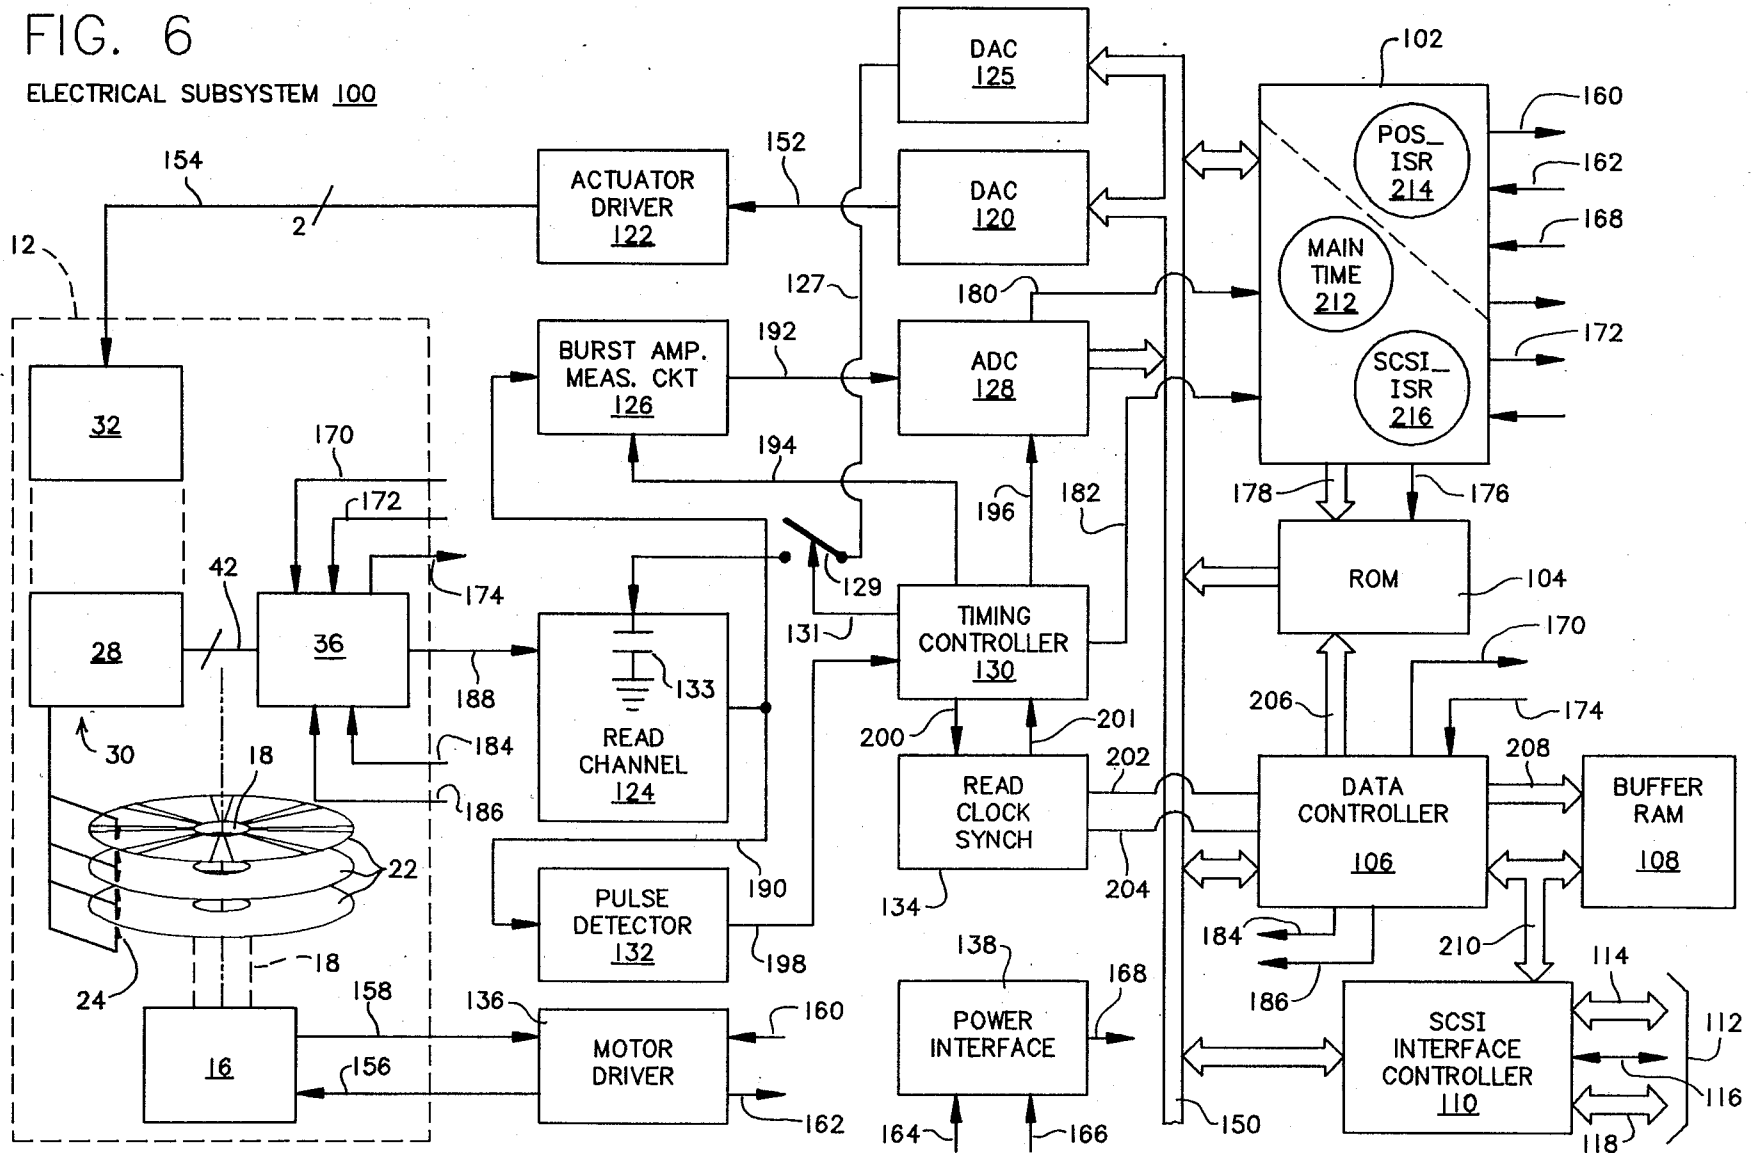 FIG. 6
ELECTRICAL SUBSYSTEM 100
DAC
125
DAC
120
ACTUATOR
DRIVER
122
152
154
2
12
127
102
POS_
ISR
214
MAIN
TIME
212
SCSI_
ISR
216
160
162
168
172
180
BURST AMP.
MEAS. CKT
126
192
ADC
128
194
196
182
178
176
32
170
172
174
42
28
36
30
188
184
186
18
22
24
18
133
READ
CHANNEL
124
129
131
TIMING
CONTROLLER
130
200
201
READ
CLOCK
SYNCH
134
202
204
ROM
104
170
174
206
208
DATA
CONTROLLER
106
BUFFER
RAM
108
184
186
210
190
PULSE
DETECTOR
132
198
16
158
156
136
MOTOR
DRIVER
160
162
138
POWER
INTERFACE
168
164
166
150
SCSI
INTERFACE
CONTROLLER
110
114
112
116
118